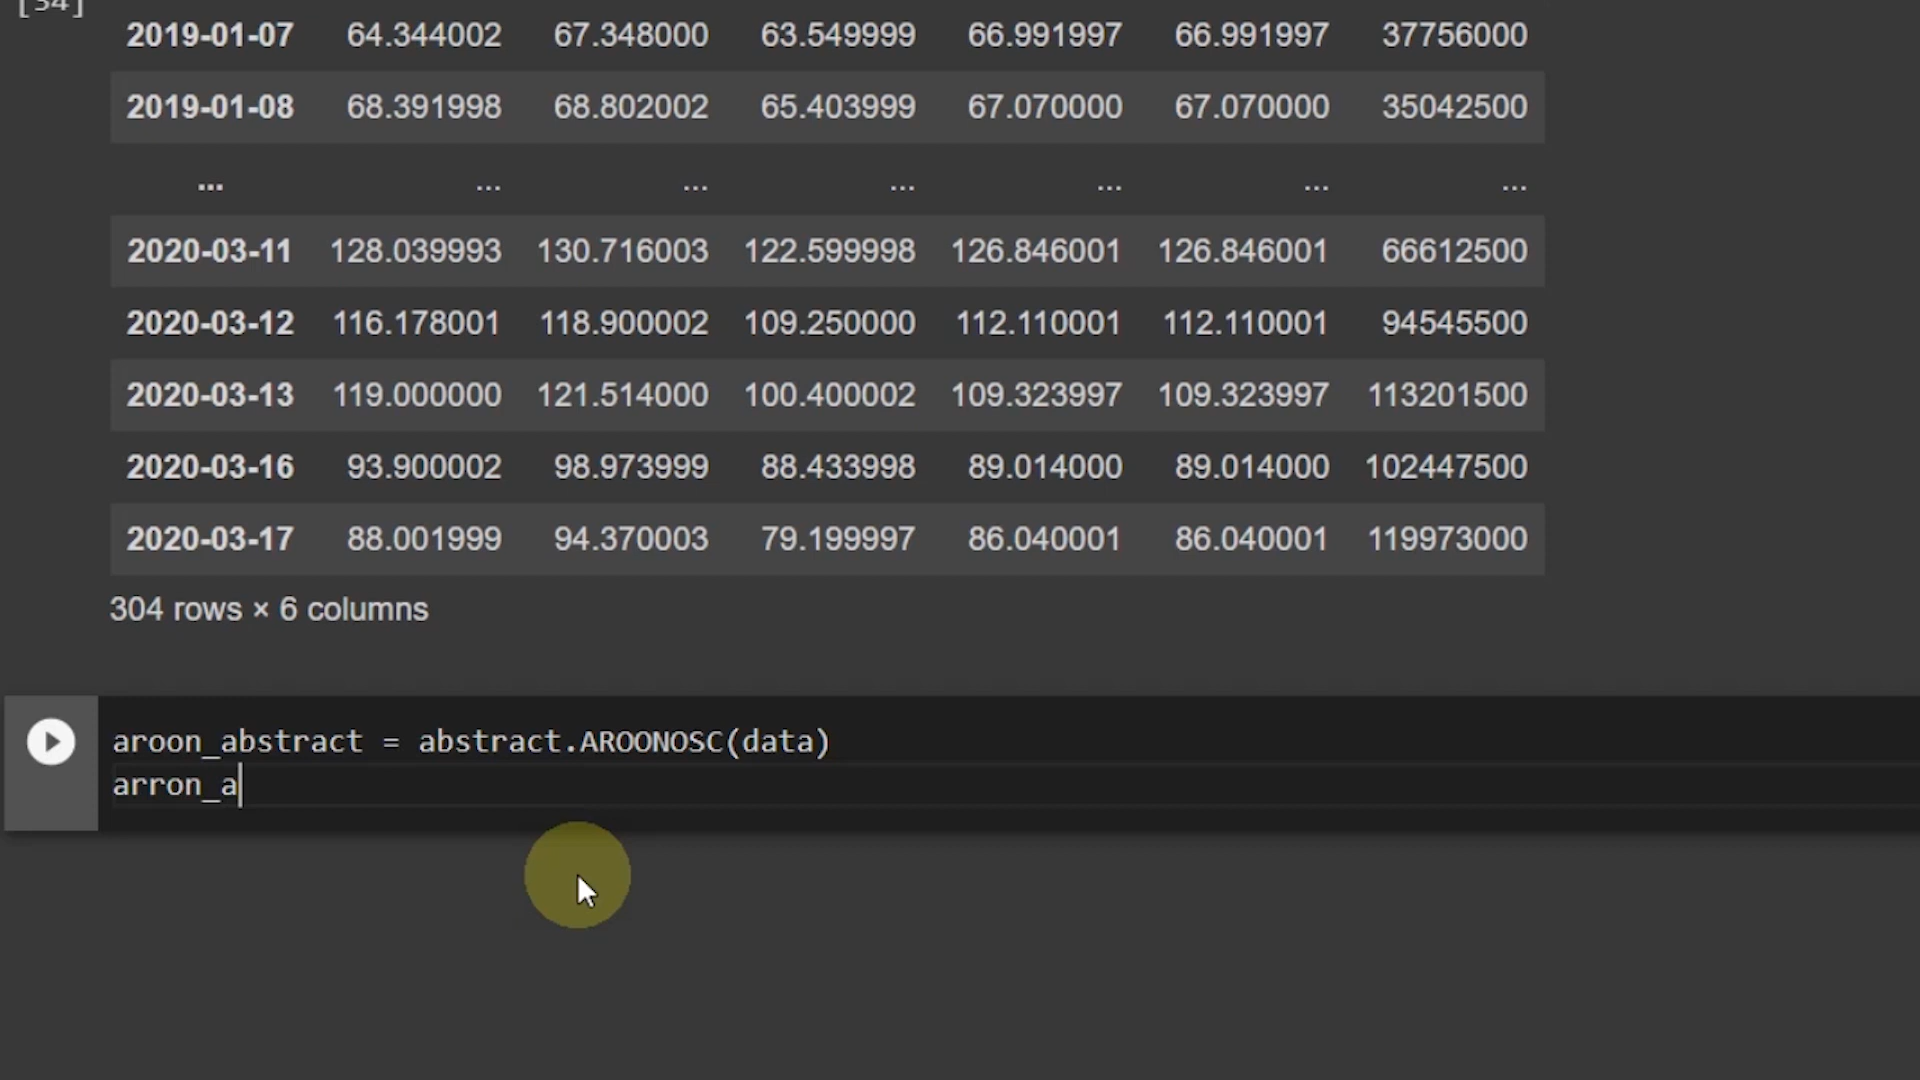 [34]
2019-01-07 64.344002 67.348000 63.549999 66.991997 66.991997 37756000
2019-01-08 68.391998 68.802002 65.403999 67.070000 67.070000 35042500
... ... ... ... ... ... ...
2020-03-11 128.039993 130.716003 122.599998 126.846001 126.846001 66612500
2020-03-12 116.178001 118.900002 109.250000 112.110001 112.110001 94545500
2020-03-13 119.000000 121.514000 100.400002 109.323997 109.323997 113201500
2020-03-16 93.900002 98.973999 88.433998 89.014000 89.014000 102447500
2020-03-17 88.001999 94.370003 79.199997 86.040001 86.040001 119973000
304 rows × 6 columns
aroon_abstract = abstract.AROONOSC(data)
arron_a